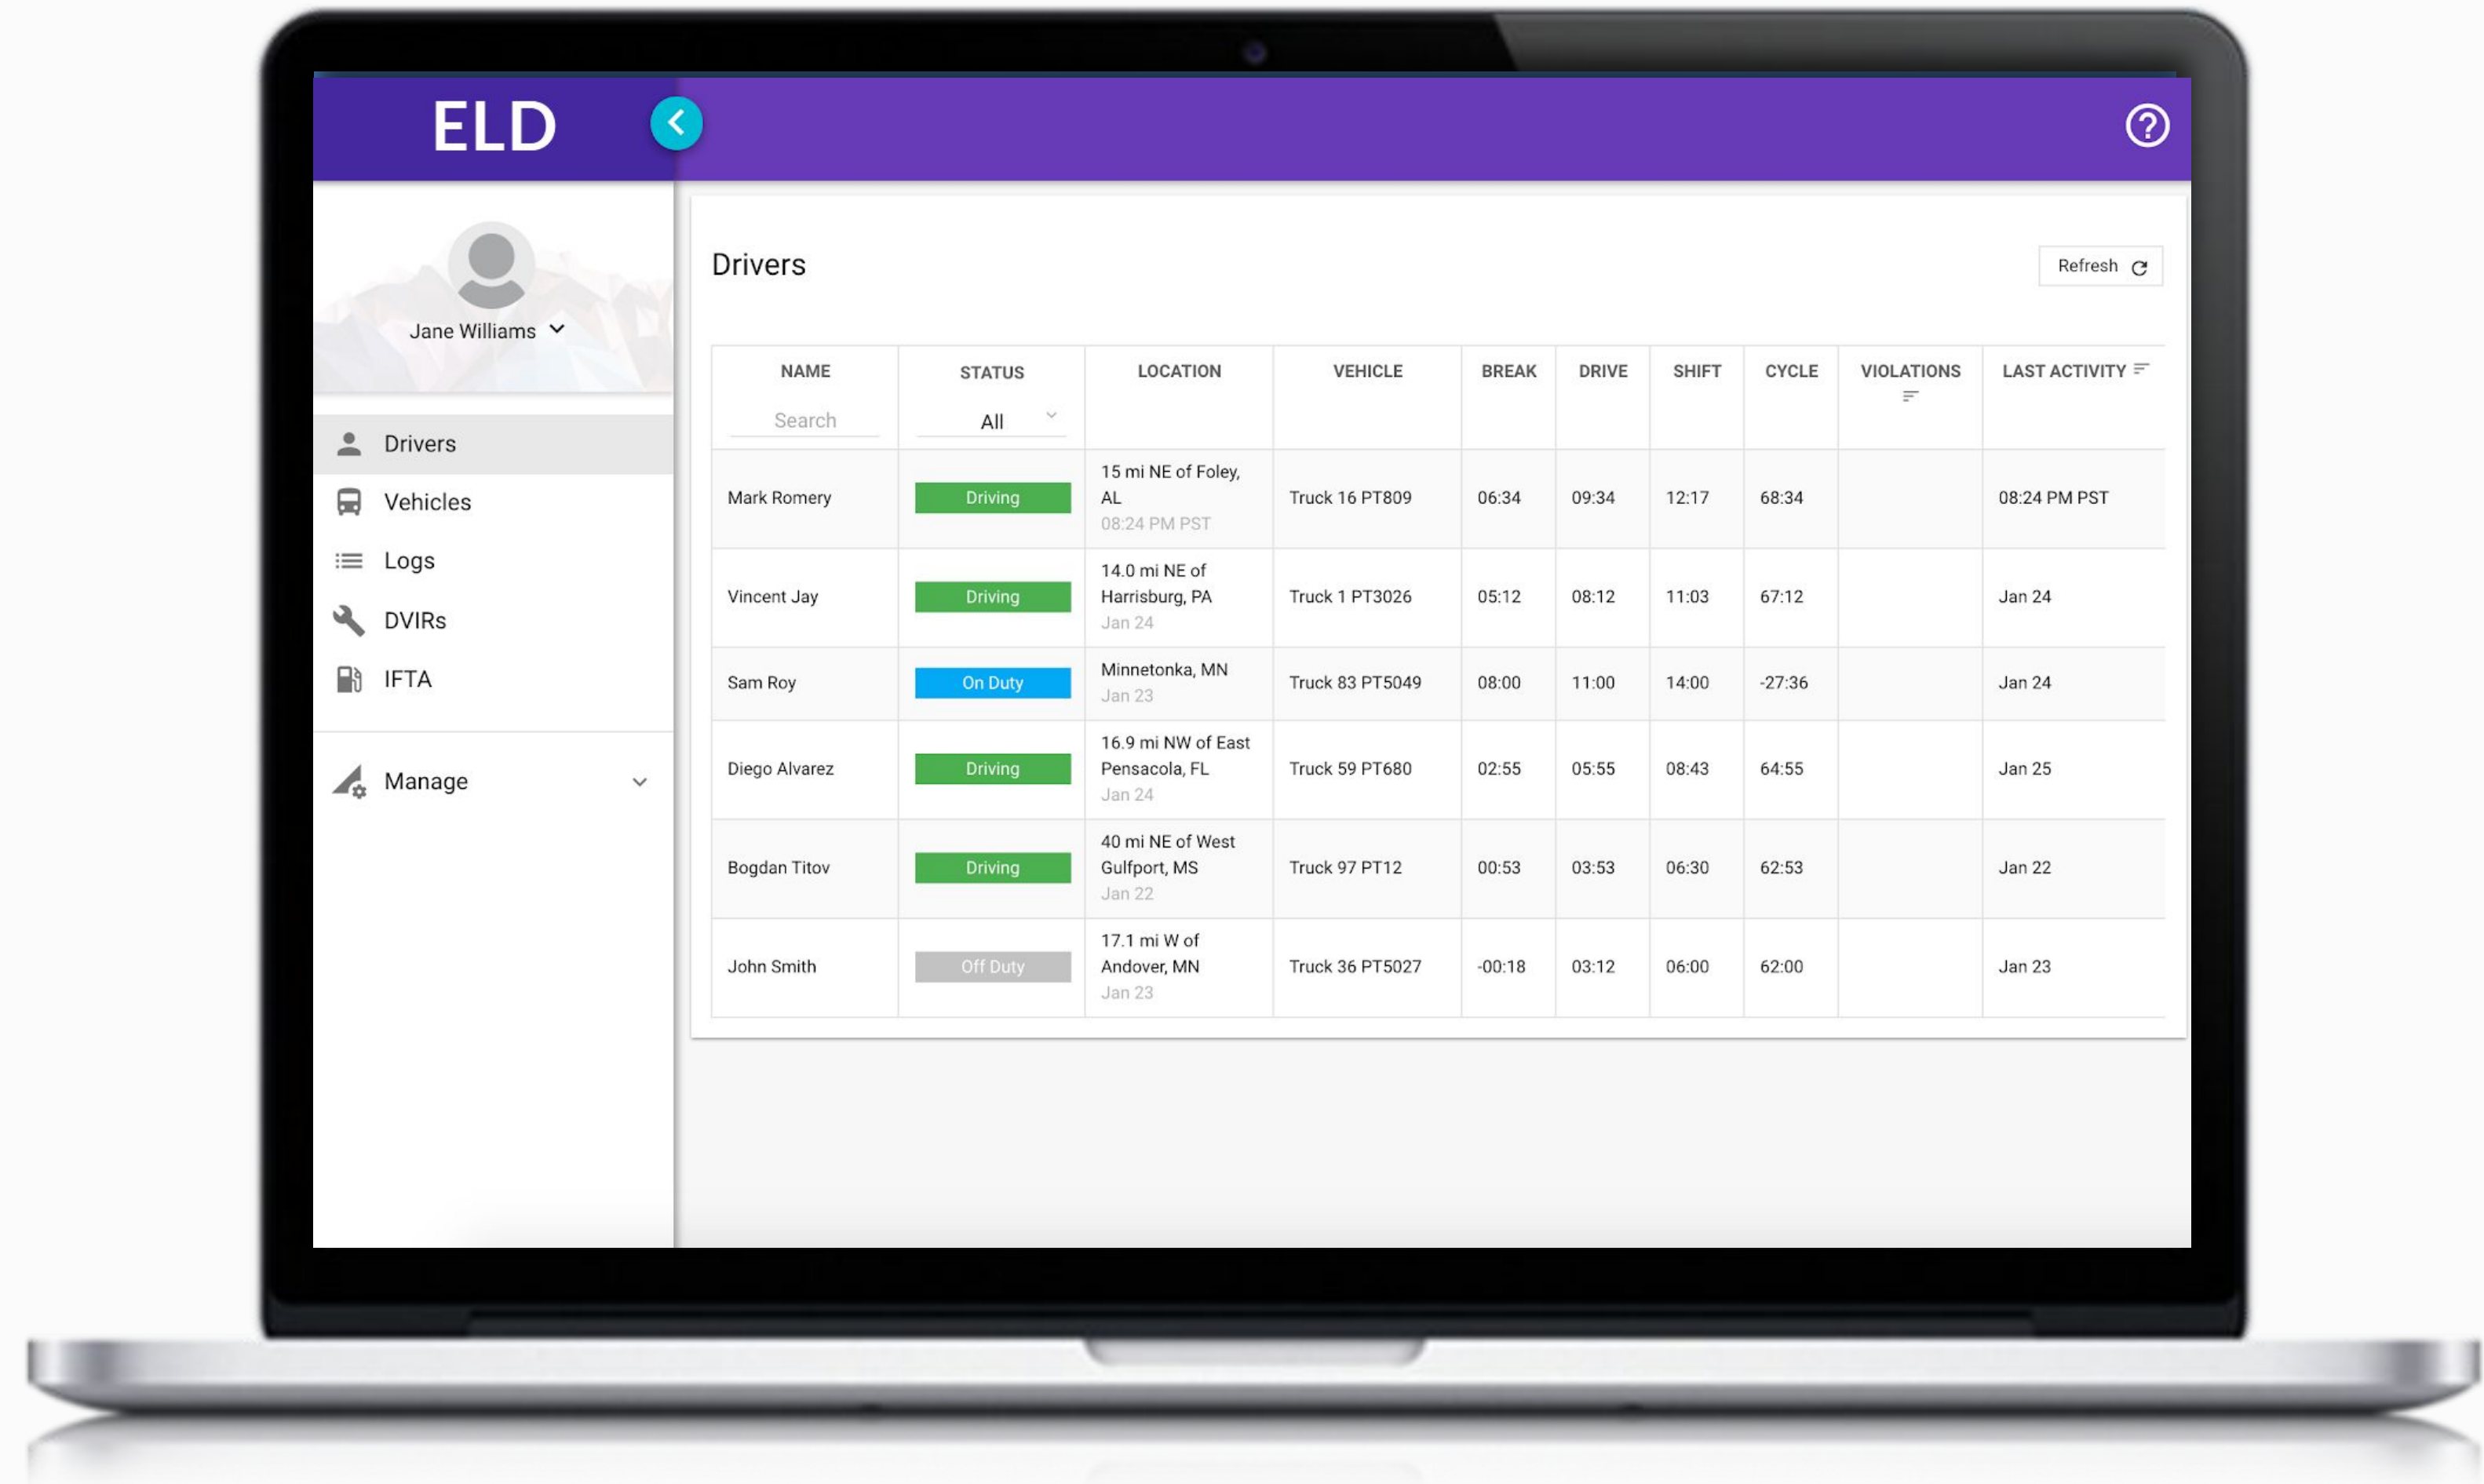 ELD
Jane Williams
Drivers
Vehicles
Logs
DVIRs
IFTA
Manage
Drivers
Refresh
NAME STATUS LOCATION VEHICLE BREAK DRIVE SHIFT CYCLE VIOLATIONS LAST ACTIVITY
Search All
Mark Romery Driving 15 mi NE of Foley,
AL
08:24 PM PST Truck 16 PT809 06:34 09:34 12:17 68:34 08:24 PM PST
Vincent Jay Driving 14.0 mi NE of
Harrisburg, PA
Jan 24 Truck 1 PT3026 05:12 08:12 11:03 67:12 Jan 24
Sam Roy On Duty Minnetonka, MN
Jan 23 Truck 83 PT5049 08:00 11:00 14:00 -27:36 Jan 24
Diego Alvarez Driving 16.9 mi NW of East
Pensacola, FL
Jan 24 Truck 59 PT680 02:55 05:55 08:43 64:55 Jan 25
Bogdan Titov Driving 40 mi NE of West
Gulfport, MS
Jan 22 Truck 97 PT12 00:53 03:53 06:30 62:53 Jan 22
John Smith Off Duty 17.1 mi W of
Andover, MN
Jan 23 Truck 36 PT5027 -00:18 03:12 06:00 62:00 Jan 23